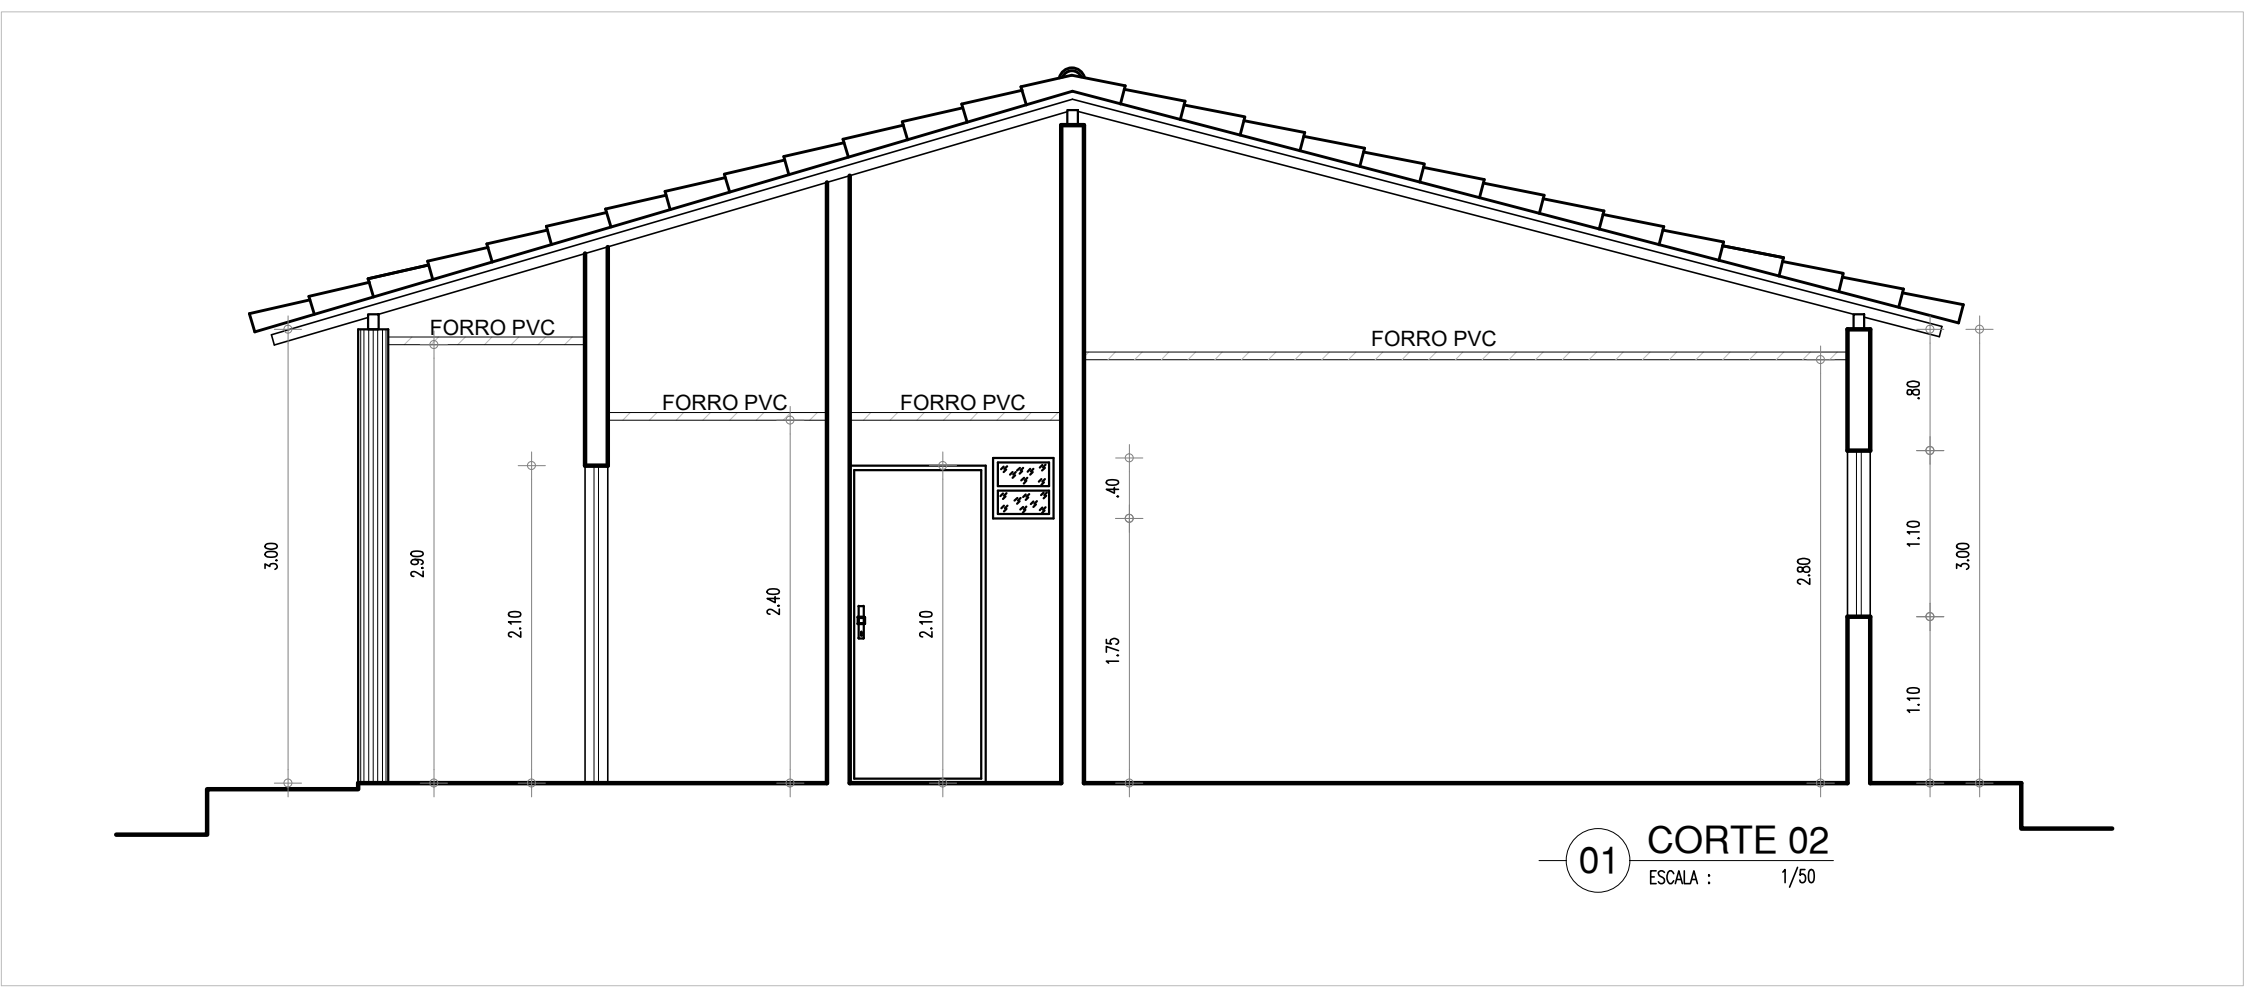 FORRO PVC
FORRO PVC
FORRO PVC
FORRO PVC
3.00
2.90
2.10
2.40
2.10
.40
1.75
2.80
.80
1.10
1.10
3.00
01
CORTE 02
ESCALA : 1/50